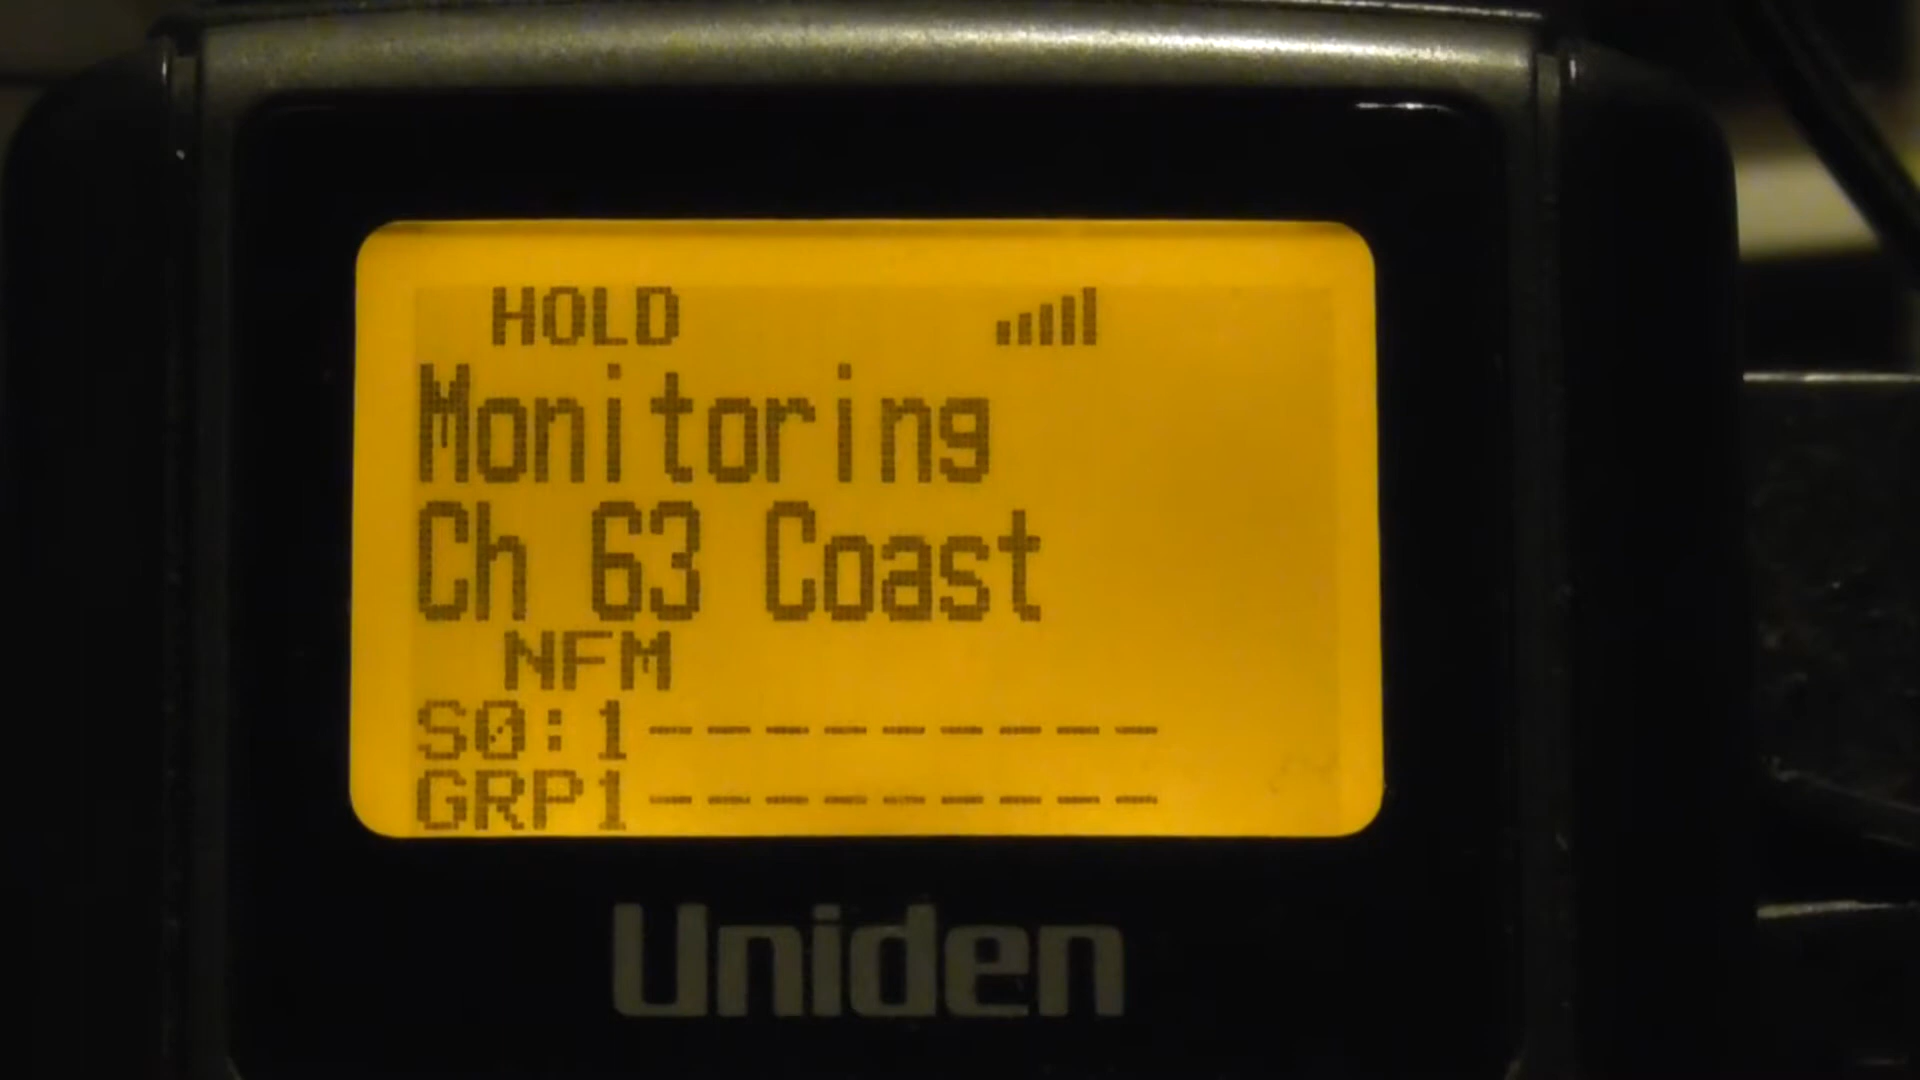 HOLD
Monitoring
Ch 63 Coast
NFM
S0:1---------
GRP1---------
Uniden